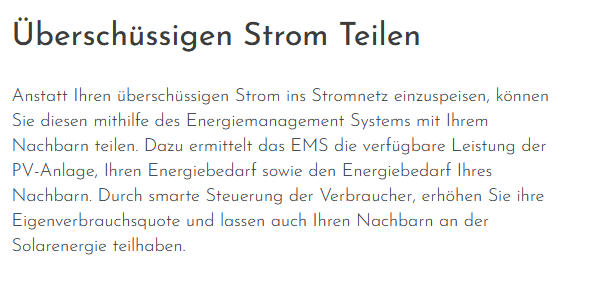 Überschüssigen Strom Teilen
Anstatt Ihren überschüssigen Strom ins Stromnetz einzuspeisen, können
Sie diesen mithilfe des Energiemanagement Systems mit Ihrem
Nachbarn teilen. Dazu ermittelt das EMS die verfügbare Leistung der
PV-Anlage, Ihren Energiebedarf sowie den Energiebedarf Ihres
Nachbarn. Durch smarte Steuerung der Verbraucher, erhöhen Sie ihre
Eigenverbrauchsquote und lassen auch Ihren Nachbarn an der
Solarenergie teilhaben.